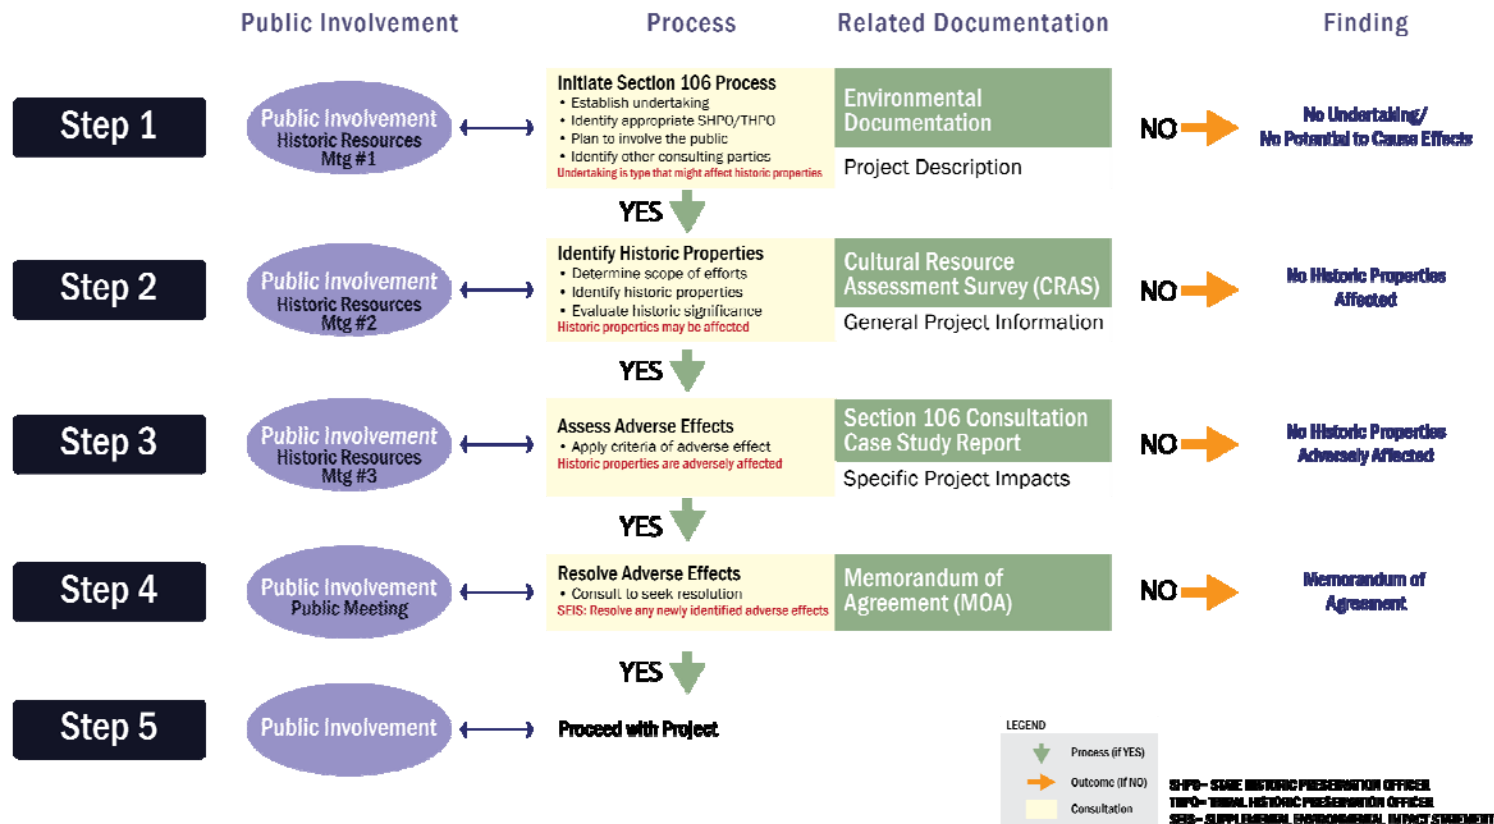 Public Involvement
Process
Related Documentation
Finding
Step 1
Public Involvement
Historic Resources
Mtg #1
Initiate Section 106 Process
• Establish undertaking
• Identify appropriate SHPO/THPO
• Plan to involve the public
• Identify other consulting parties
Undertaking is type that might affect historic properties
Environmental
Documentation
Project Description
NO
No Undertaking/
No Potential to Cause Effects
YES
Step 2
Public Involvement
Historic Resources
Mtg #2
Identify Historic Properties
• Determine scope of efforts
• Identify historic properties
• Evaluate historic significance
Historic properties may be affected
Cultural Resource
Assessment Survey (CRAS)
General Project Information
NO
No Historic Properties
Affected
YES
Step 3
Public Involvement
Historic Resources
Mtg #3
Assess Adverse Effects
• Apply criteria of adverse effect
Historic properties are adversely affected
Section 106 Consultation
Case Study Report
Specific Project Impacts
NO
No Historic Properties
Adversely Affected
YES
Step 4
Public Involvement
Public Meeting
Resolve Adverse Effects
• Consult to seek resolution
SEIS: Resolve any newly identified adverse effects
Memorandum of
Agreement (MOA)
NO
Memorandum of
Agreement
YES
Step 5
Public Involvement
Proceed with Project
LEGEND
Process (if YES)
Outcome (If NO)
Consultation
SHPO= STATE HISTORIC PRESERVATION OFFICER
THPO= TRIBAL HISTORIC PRESERVATION OFFICER
SEIS= SUPPLEMENTAL ENVIRONMENTAL IMPACT STATEMENT